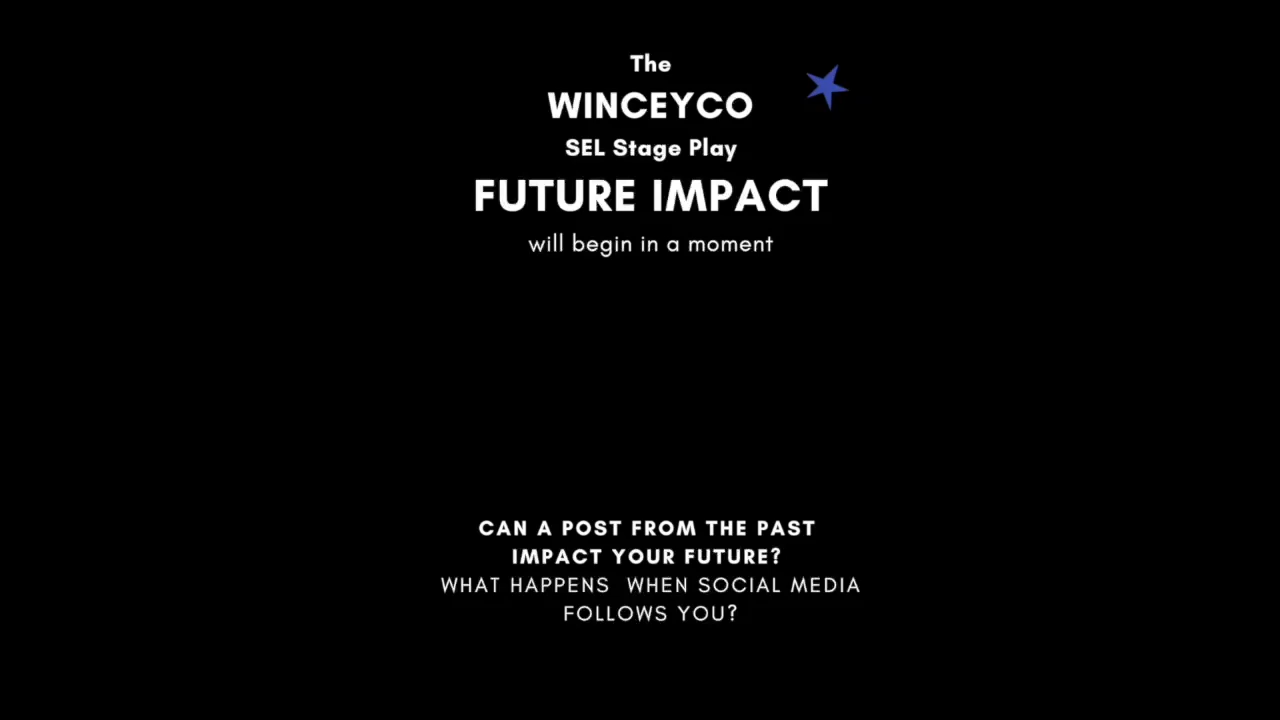 The
WINCEYCO
SEL Stage Play
FUTURE IMPACT
will begin in a moment
CAN A POST FROM THE PAST
IMPACT YOUR FUTURE?
WHAT HAPPENS WHEN SOCIAL MEDIA
FOLLOWS YOU?